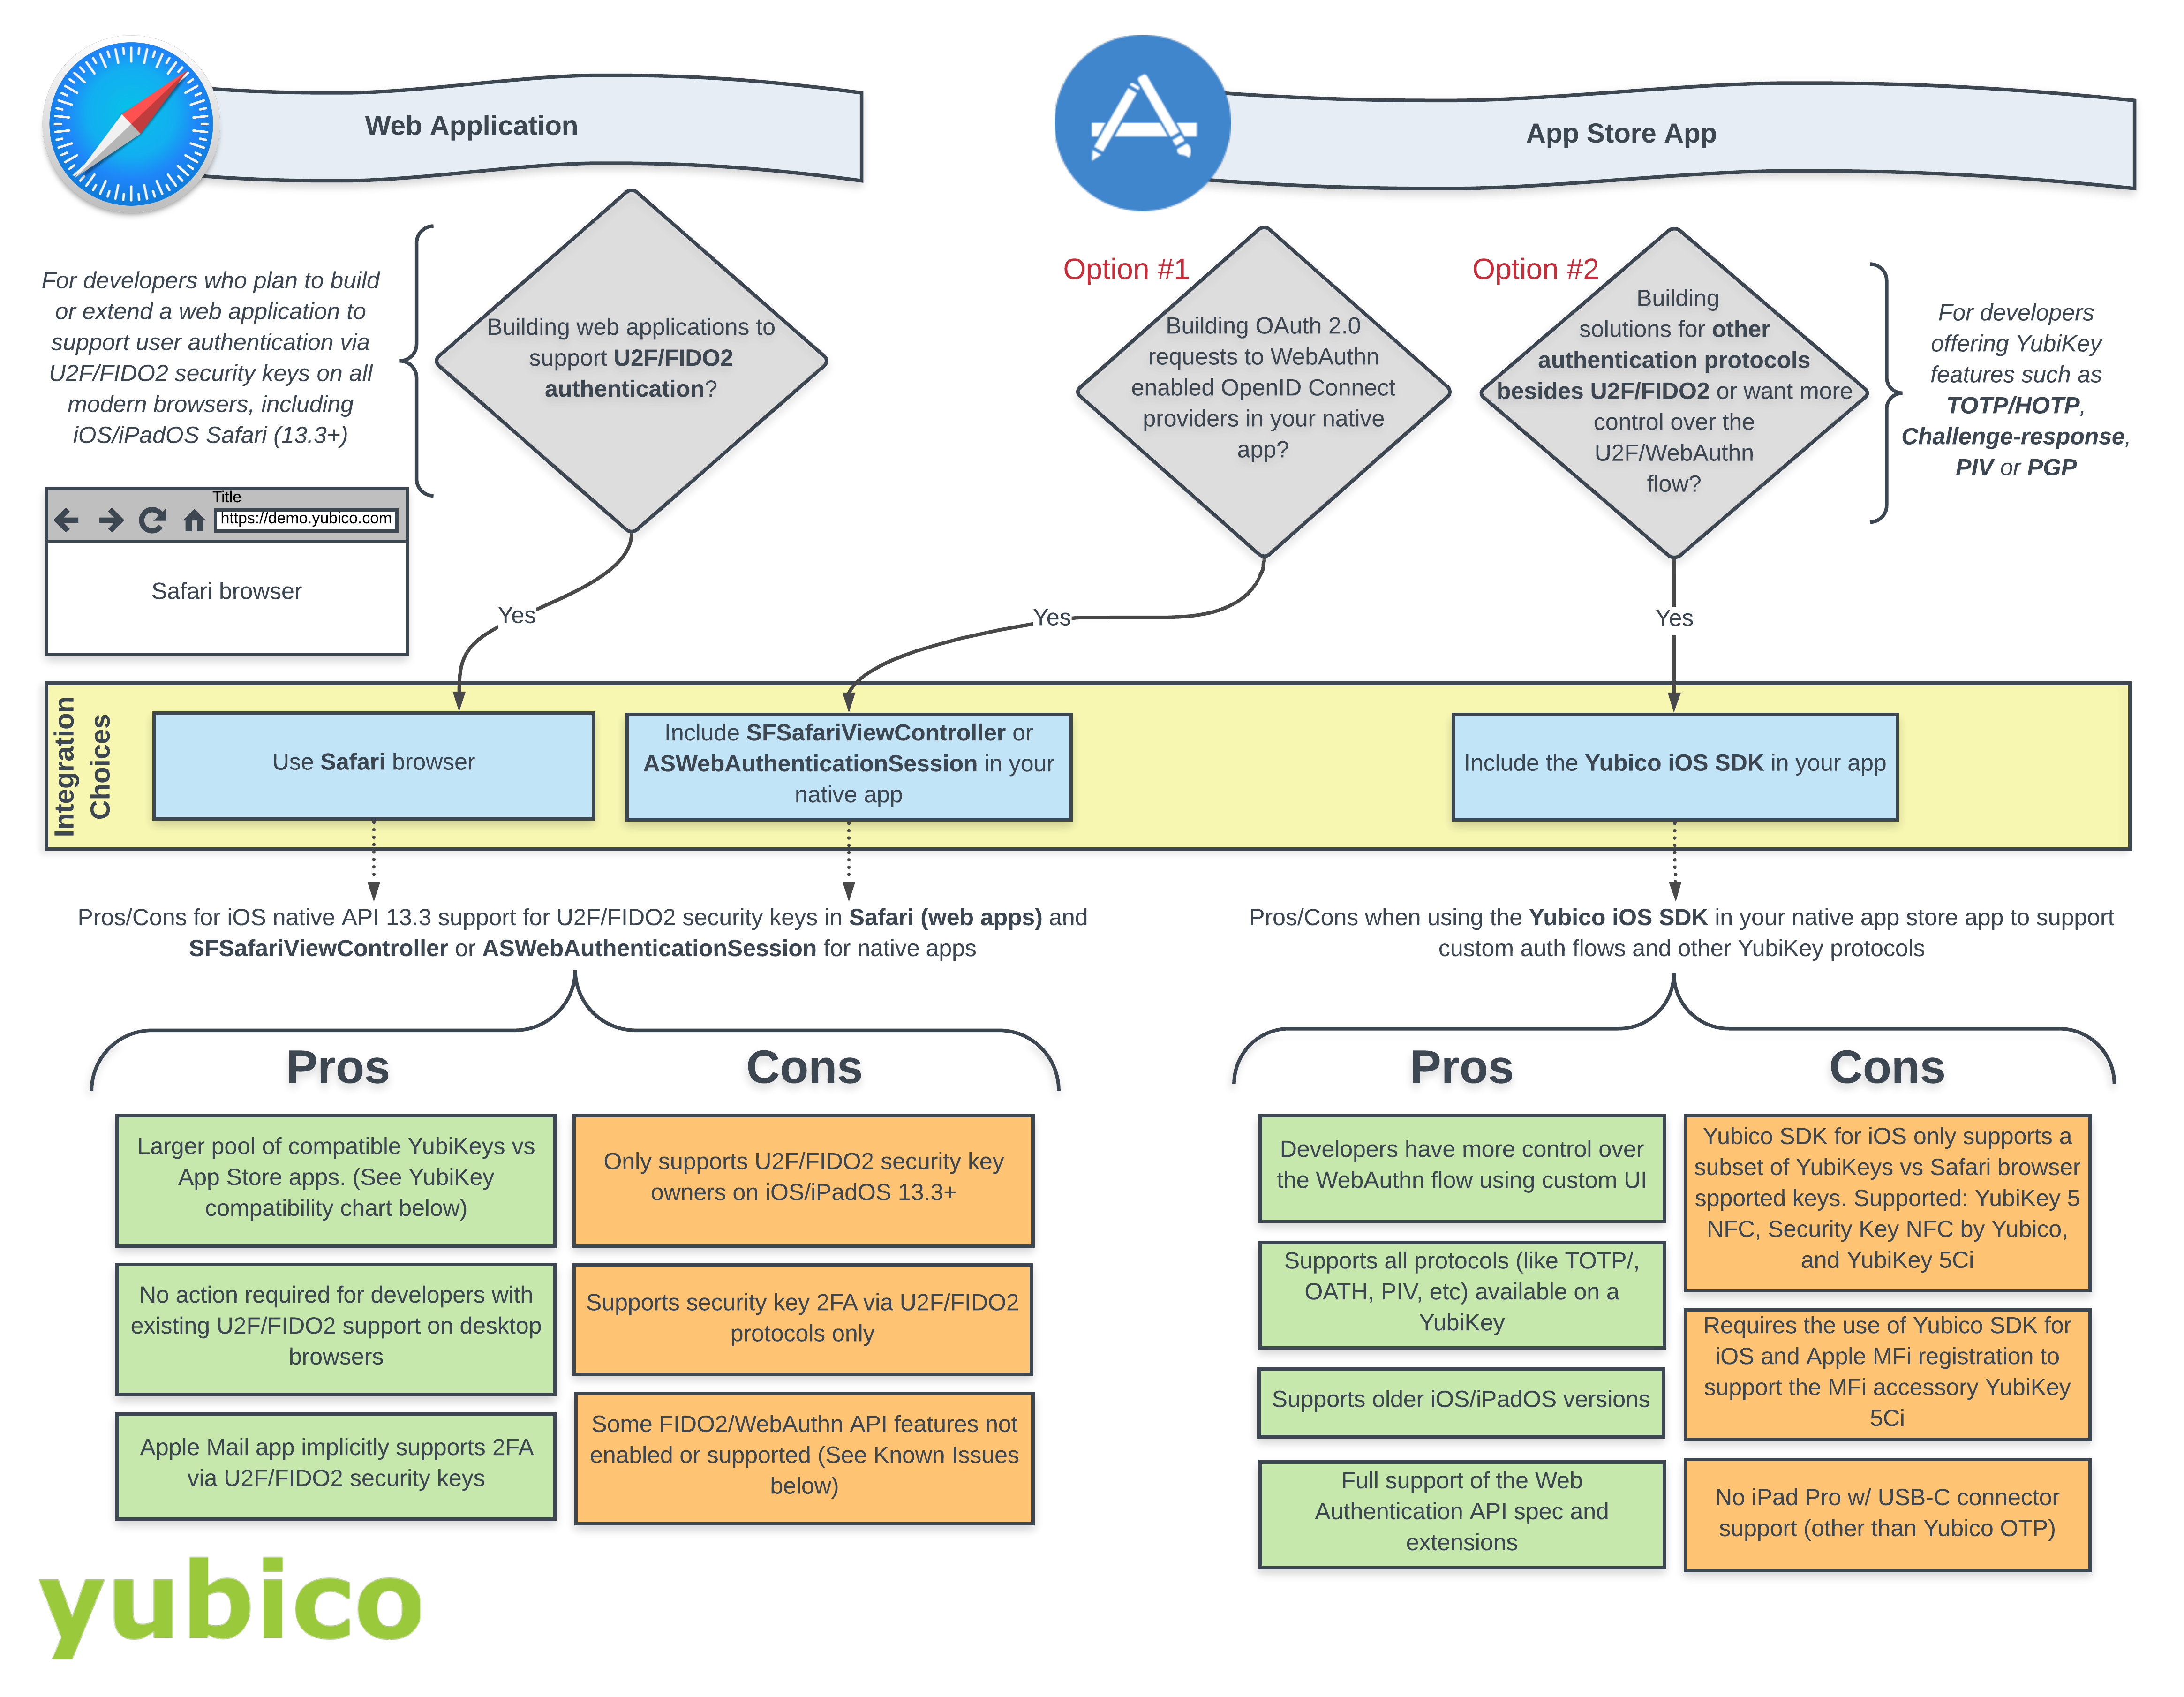 Web Application
App Store App
For developers who plan to build
or extend a web application to
support user authentication via
U2F/FIDO2 security keys on all
modern browsers, including
iOS/iPadOS Safari (13.3+)
Building web applications to
support U2F/FIDO2
authentication?
Option #1
Building OAuth 2.0
requests to WebAuthn
enabled OpenID Connect
providers in your native
app?
Option #2
Building
solutions for other
authentication protocols
besides U2F/FIDO2 or want more
control over the
U2F/WebAuthn
flow?
For developers
offering YubiKey
features such as
TOTP/HOTP,
Challenge-response,
PIV or PGP
Title
https://demo.yubico.com
Safari browser
Yes
Yes
Yes
Integration
Choices
Use Safari browser
Include SFSafariViewController or
ASWebAuthenticationSession in your
native app
Include the Yubico iOS SDK in your app
Pros/Cons for iOS native API 13.3 support for U2F/FIDO2 security keys in Safari (web apps) and
SFSafariViewController or ASWebAuthenticationSession for native apps
Pros/Cons when using the Yubico iOS SDK in your native app store app to support
custom auth flows and other YubiKey protocols
Pros
Larger pool of compatible YubiKeys vs
App Store apps. (See YubiKey
compatibility chart below)
No action required for developers with
existing U2F/FIDO2 support on desktop
browsers
Apple Mail app implicitly supports 2FA
via U2F/FIDO2 security keys
Cons
Only supports U2F/FIDO2 security key
owners on iOS/iPadOS 13.3+
Supports security key 2FA via U2F/FIDO2
protocols only
Some FIDO2/WebAuthn API features not
enabled or supported (See Known Issues
below)
Pros
Developers have more control over
the WebAuthn flow using custom UI
Supports all protocols (like TOTP/,
OATH, PIV, etc) available on a
YubiKey
Supports older iOS/iPadOS versions
Full support of the Web
Authentication API spec and
extensions
Cons
Yubico SDK for iOS only supports a
subset of YubiKeys vs Safari browser
spported keys. Supported: YubiKey 5
NFC, Security Key NFC by Yubico,
and YubiKey 5Ci
Requires the use of Yubico SDK for
iOS and Apple MFi registration to
support the MFi accessory YubiKey
5Ci
No iPad Pro w/ USB-C connector
support (other than Yubico OTP)
yubico